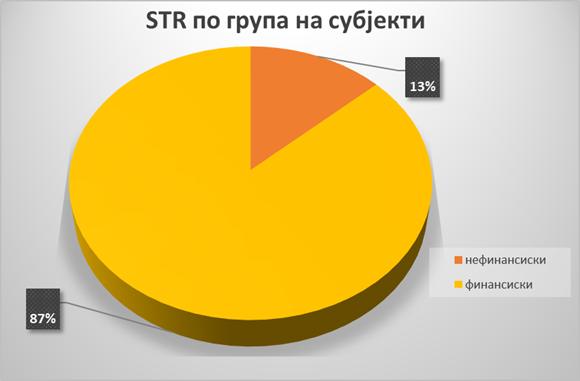 STR по група на субјекти
13%
нефинансиски
финансиски
87%